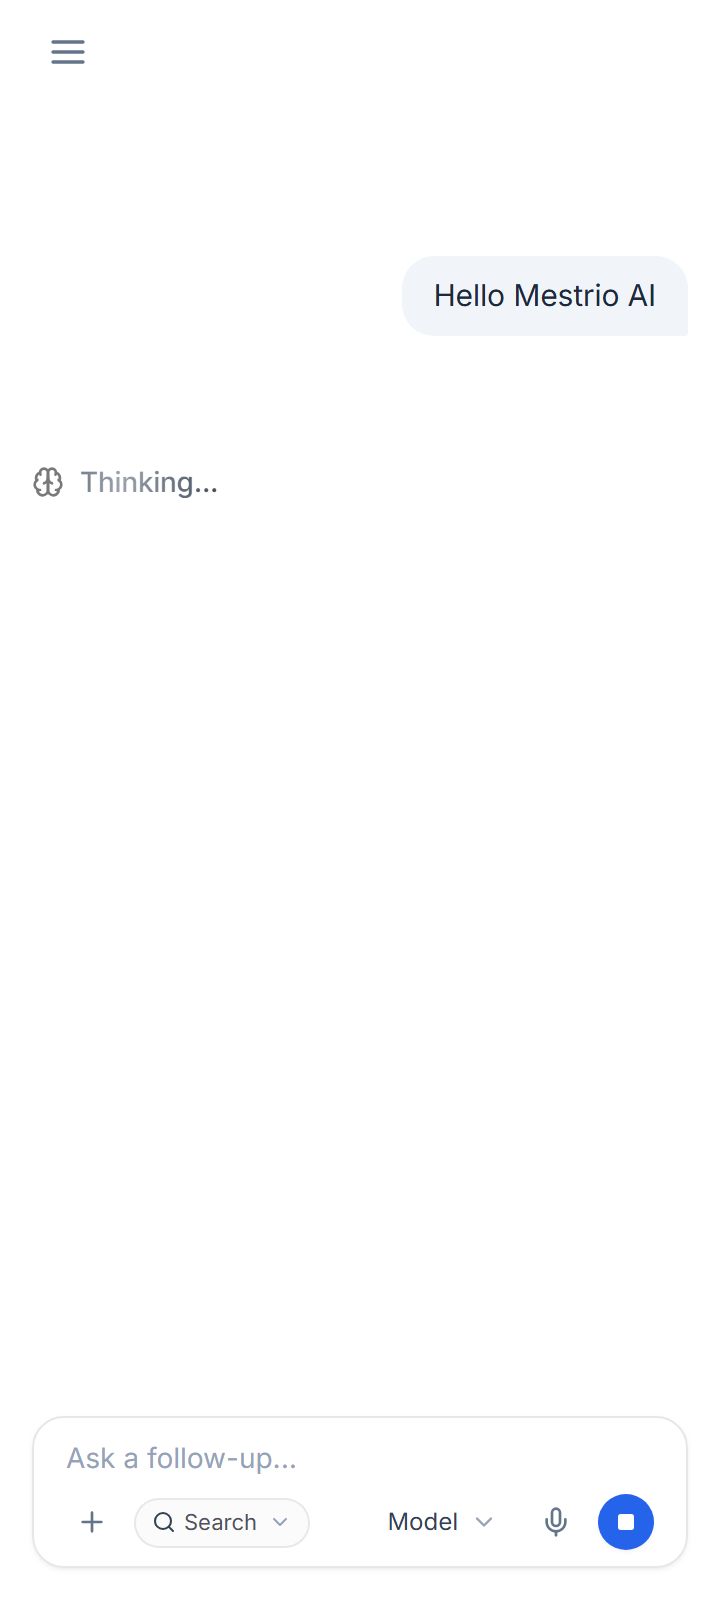 Hello Mestrio AI
Thinking...
Ask a follow-up...
Search
Model